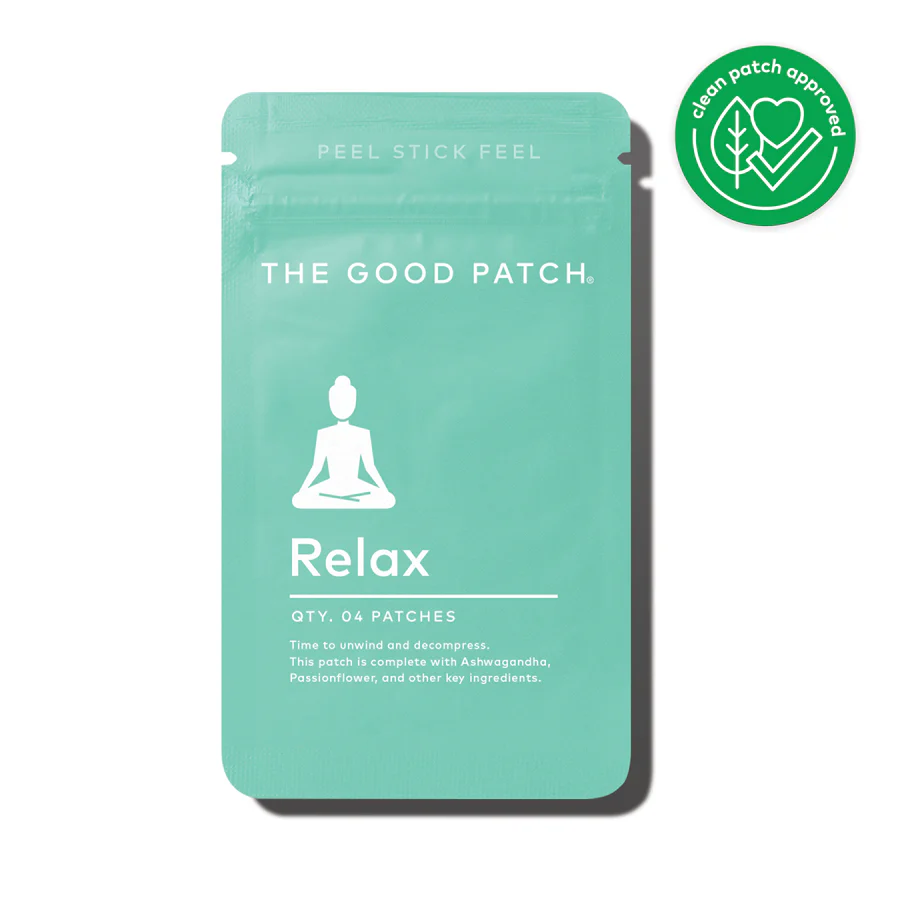 clean patch approved
PEEL STICK FEEL
THE GOOD PATCH®
Relax
QTY. 04 PATCHES
Time to unwind and decompress.
This patch is complete with Ashwagandha,
Passionflower, and other key ingredients.